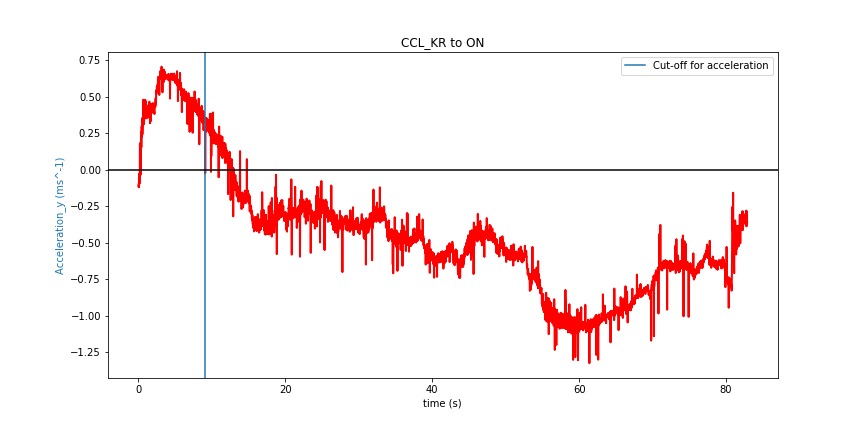 CCL_KR to ON
Cut-off for acceleration
Acceleration_y (ms^-1)
0.75
0.50
0.25
0.00
−0.25
−0.50
−0.75
−1.00
−1.25
0 20 40 60 80
time (s)